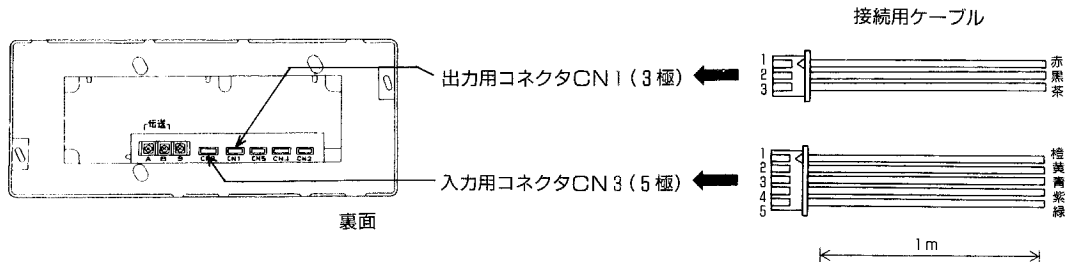 接続用ケーブル
出力用コネクタCN1(3極)
1 赤
2 黒
3 茶
伝送
A B S
CN1 CN5 CN4 CN2
入力用コネクタCN3(5極)
1 橙
2 黄
3 青
4 紫
5 緑
裏面
1m